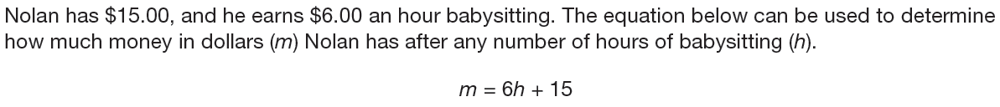 Nolan has $15.00, and he earns $6.00 an hour babysitting. The equation below can be used to determine
how much money in dollars (m) Nolan has after any number of hours of babysitting (h).
m = 6h + 15